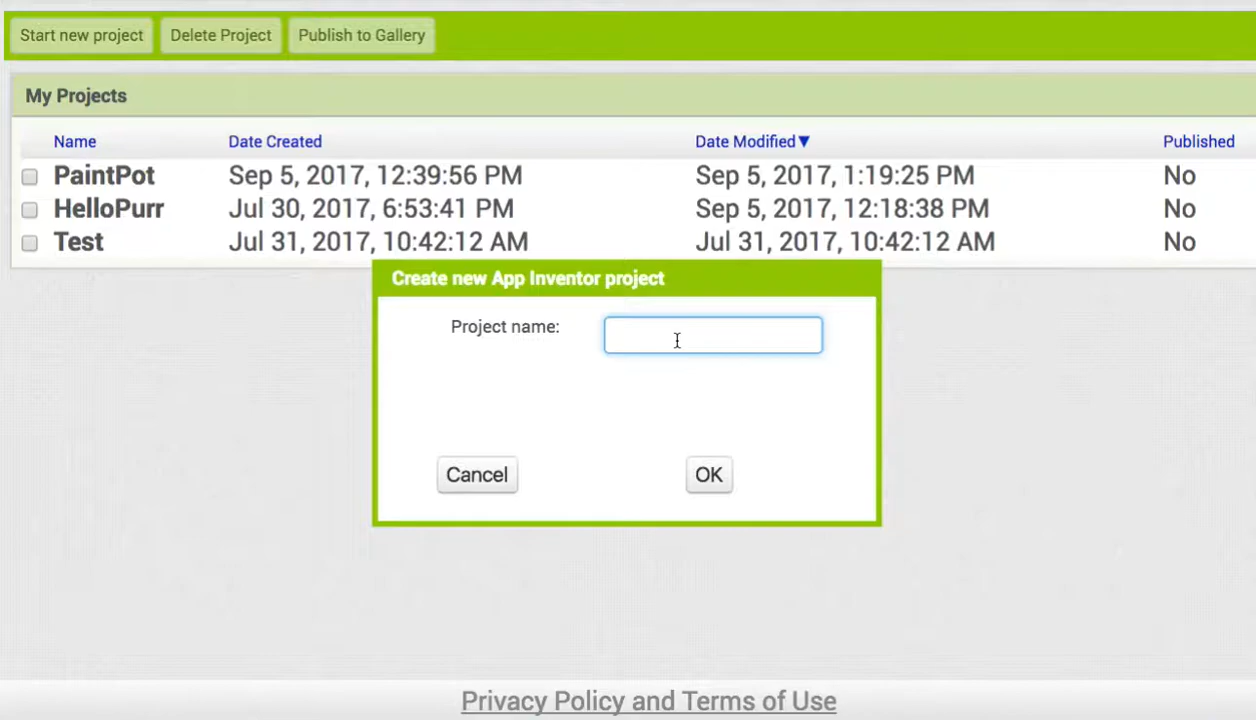 Start new project Delete Project Publish to Gallery
My Projects
Name Date Created Date Modified▼ Published
PaintPot Sep 5, 2017, 12:39:56 PM Sep 5, 2017, 1:19:25 PM No
HelloPurr Jul 30, 2017, 6:53:41 PM Sep 5, 2017, 12:18:38 PM No
Test Jul 31, 2017, 10:42:12 AM Jul 31, 2017, 10:42:12 AM No
Create new App Inventor project
Project name:
Cancel OK
Privacy Policy and Terms of Use